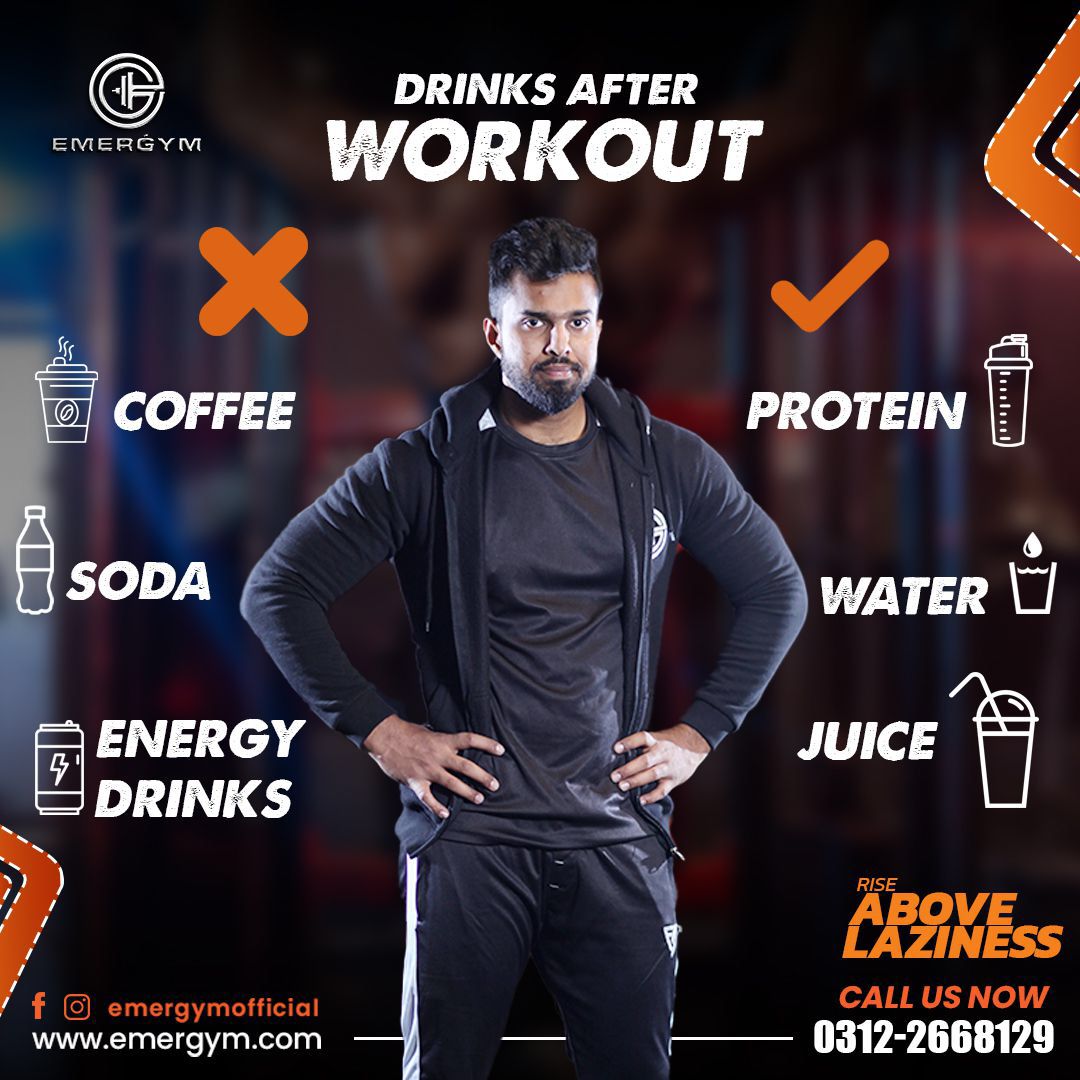 EMERGYM
DRINKS AFTER
WORKOUT
COFFEE
SODA
ENERGY
DRINKS
PROTEIN
WATER
JUICE
RISE
ABOVE
LAZINESS
emergymofficial
www.emergym.com
CALL US NOW
0312-2668129